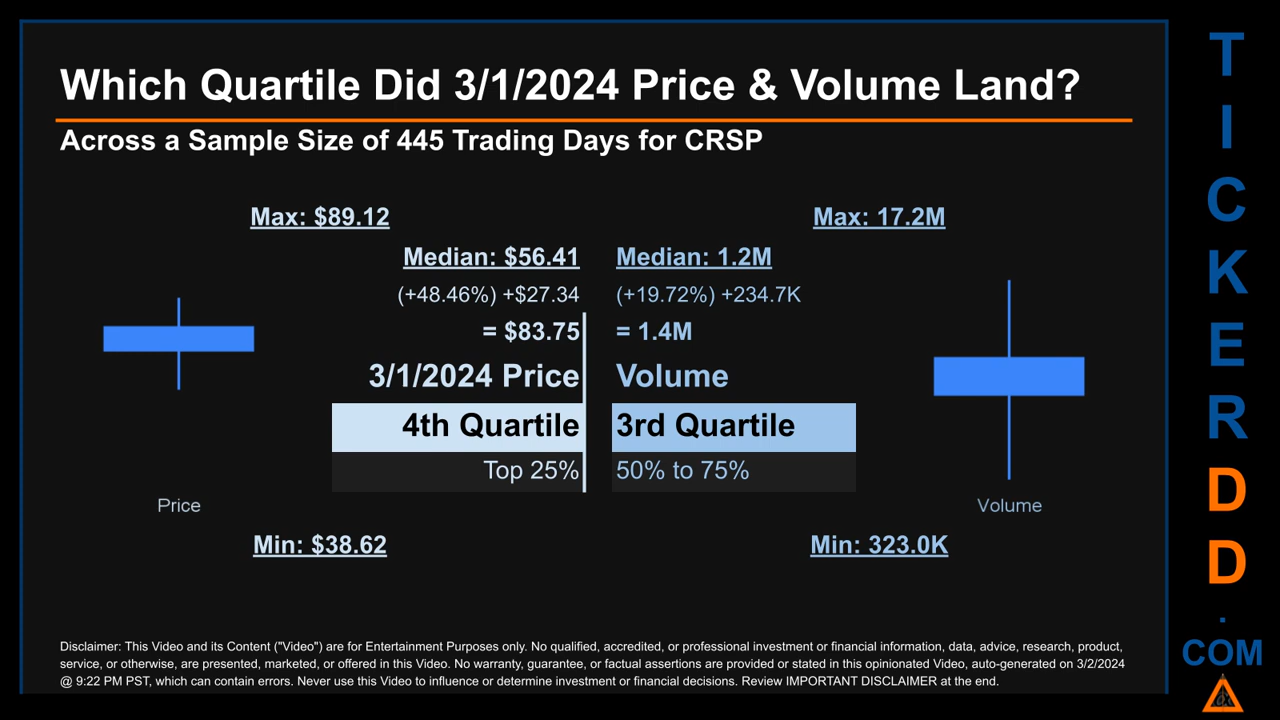 Which Quartile Did 3/1/2024 Price & Volume Land?
Across a Sample Size of 445 Trading Days for CRSP
Max: $89.12
Max: 17.2M
Median: $56.41
Median: 1.2M
(+48.46%) +$27.34
(+19.72%) +234.7K
= $83.75
= 1.4M
3/1/2024 Price
Volume
4th Quartile
3rd Quartile
Top 25%
50% to 75%
Price
Volume
Min: $38.62
Min: 323.0K
Disclaimer: This Video and its Content ("Video") are for Entertainment Purposes only. No qualified, accredited, or professional investment or financial information, data, advice, research, product,
service, or otherwise, are presented, marketed, or offered in this Video. No warranty, guarantee, or factual assertions are provided or stated in this opinionated Video, auto-generated on 3/2/2024
@ 9:22 PM PST, which can contain errors. Never use this Video to influence or determine investment or financial decisions. Review IMPORTANT DISCLAIMER at the end.
T
I
C
K
E
R
D
D
.
COM